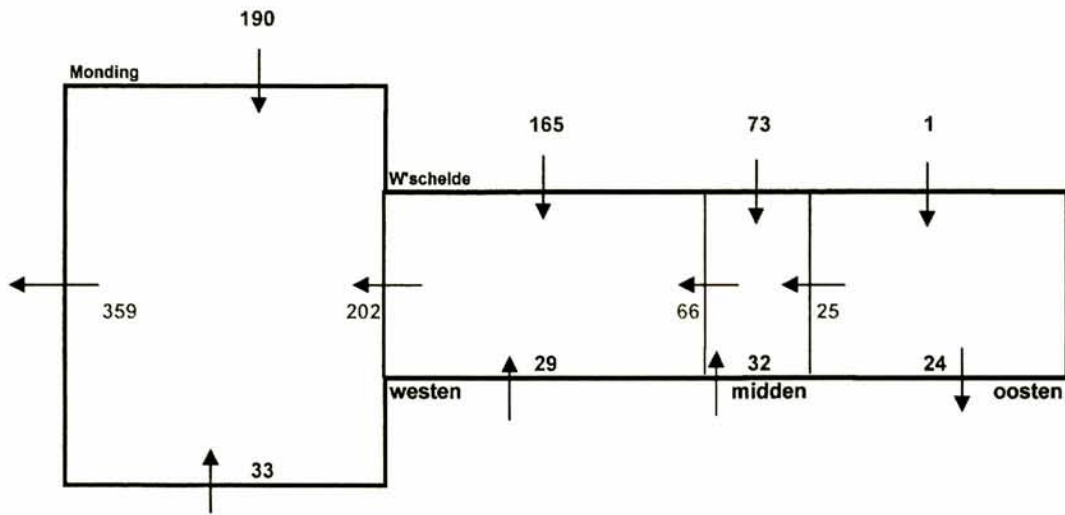 190
Monding
165 73 1
W'schelde
359 202 66 25
29 32 24
westen midden oosten
33